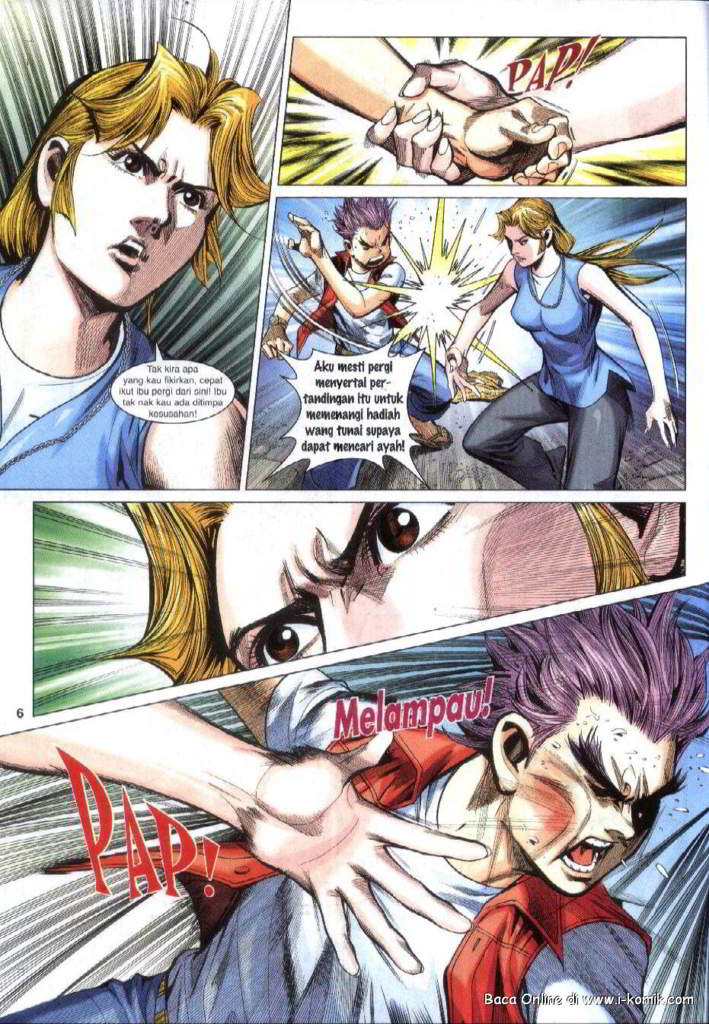 PAP!
Tak kira apa
yang kau fikirkan, cepat
ikut ibu pergi dari sini! Ibu
tak nak kau ada ditimpa
kesusahan!
Aku mesti pergi
menyertai per-
tandingan itu untuk
memenangi hadiah
wang tunai supaya
dapat mencari ayah!
6
Melampau!
PAP!
Baca Online di www.i-komik.com